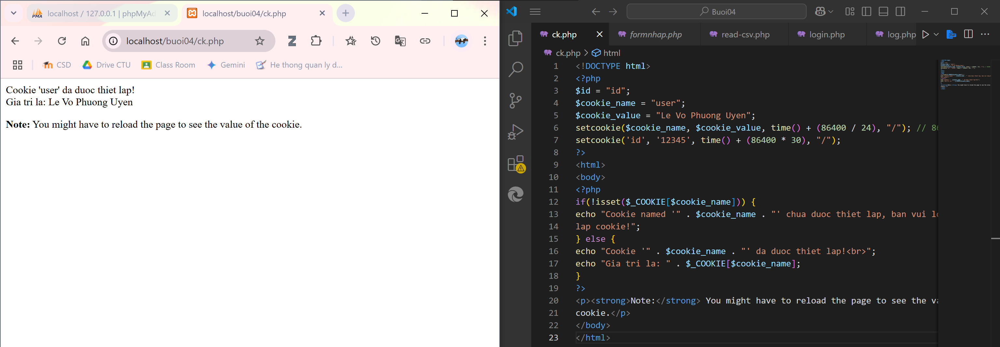 localhost / 127.0.0.1 | phpMyAd
localhost/buoi04/ck.php
localhost/buoi04/ck.php
CSD
Drive CTU
Class Room
Gemini
He thong quan ly d...
Cookie 'user' da duoc thiet lap!
Gia tri la: Le Vo Phuong Uyen
Note: You might have to reload the page to see the value of the cookie.
Buoi04
ck.php
formnhap.php
read-csv.php
login.php
log.php
ck.php > html
1 <!DOCTYPE html>
2 <?php
3 $id = "id";
4 $cookie_name = "user";
5 $cookie_value = "Le Vo Phuong Uyen";
6 setcookie($cookie_name, $cookie_value, time() + (86400 / 24), "/"); // 86
7 setcookie('id', '12345', time() + (86400 * 30), "/");
8 ?>
9 <html>
10 <body>
11 <?php
12 if(!isset($_COOKIE[$cookie_name])) {
13 echo "Cookie named '" . $cookie_name . "' chua duoc thiet lap, ban vui lo
14 lap cookie!";
15 } else {
16 echo "Cookie '" . $cookie_name . "' da duoc thiet lap!<br>";
17 echo "Gia tri la: " . $_COOKIE[$cookie_name];
18 }
19 ?>
20 <p><strong>Note:</strong> You might have to reload the page to see the va
21 cookie.</p>
22 </body>
23 </html>